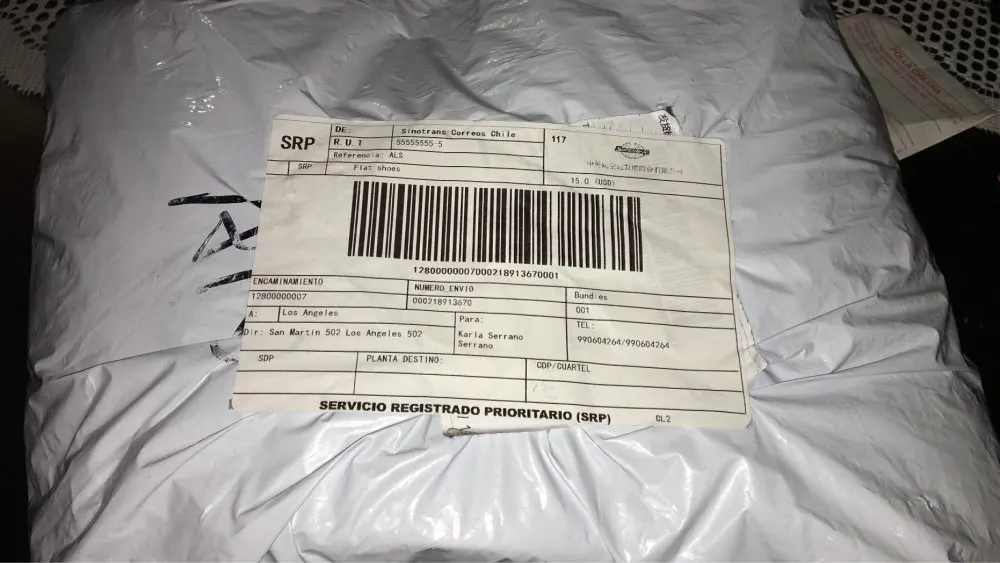 SRP
DE: Sinotrans Correos Chile
R.U.T 55555555-5
Referencia: ALS
SRP Flat shoes
117
15.0 (USD)
12800000007000218913670001
ENCAMINAMIENTO
12800000007
NUMERO ENVIO
000218913670
Bundles
001
A: Los Angeles
Dir: San Martin 502 Los Angeles 502
Para:
Karla Serrano
Serrano
TEL:
990604264/990604264
SDP
PLANTA DESTINO:
CDP/CUARTEL
SERVICIO REGISTRADO PRIORITARIO (SRP)
CL2